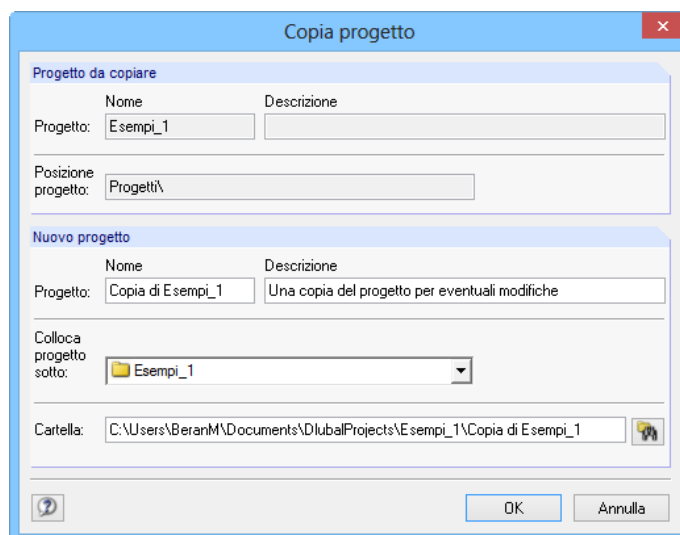 Copia progetto
Progetto da copiare
Nome Descrizione
Progetto: Esempi_1
Posizione
progetto: Progetti\
Nuovo progetto
Nome Descrizione
Progetto: Copia di Esempi_1 Una copia del progetto per eventuali modifiche
Colloca
progetto
sotto: Esempi_1
Cartella: C:\Users\BeranM\Documents\DlubalProjects\Esempi_1\Copia di Esempi_1
OK Annulla